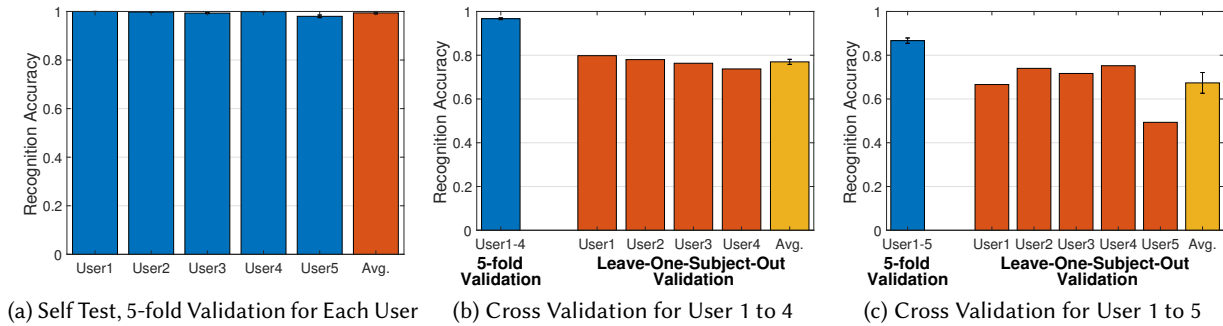 Recognition Accuracy
1
0.8
0.6
0.4
0.2
0
User1 User2 User3 User4 User5 Avg.
(a) Self Test, 5-fold Validation for Each User
Recognition Accuracy
1
0.8
0.6
0.4
0.2
0
User1-4 User1 User2 User3 User4 Avg.
5-fold Leave-One-Subject-Out
Validation Validation
(b) Cross Validation for User 1 to 4
Recognition Accuracy
1
0.8
0.6
0.4
0.2
0
User1-5 User1 User2 User3 User4 User5 Avg.
5-fold Leave-One-Subject-Out
Validation Validation
(c) Cross Validation for User 1 to 5